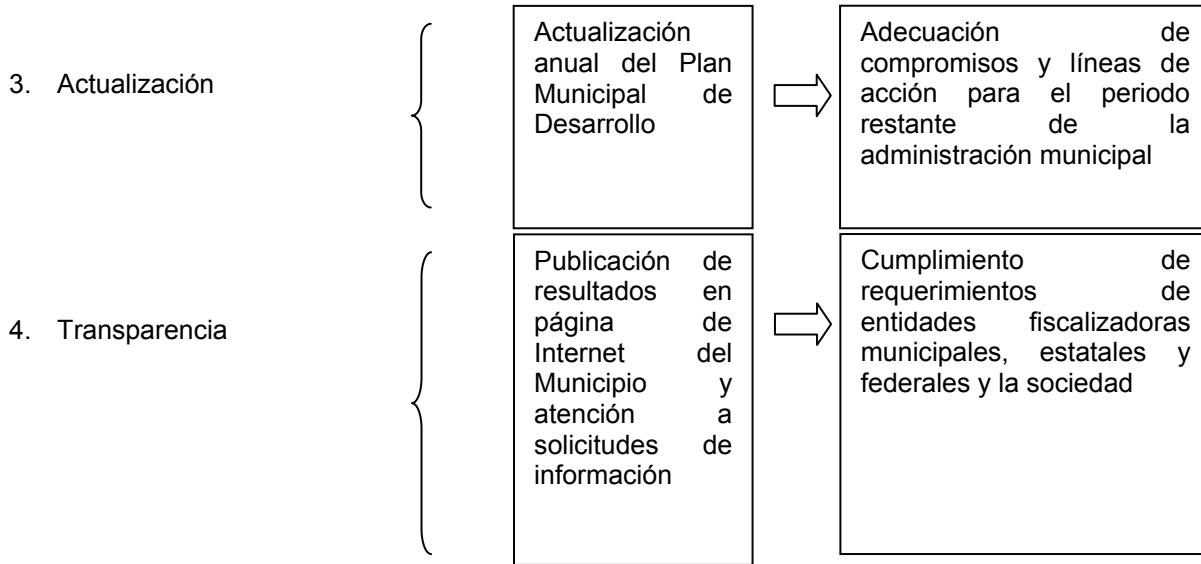 3. Actualización
Actualización
anual del Plan
Municipal de
Desarrollo
Adecuación de
compromisos y líneas de
acción para el periodo
restante de la
administración municipal
4. Transparencia
Publicación de
resultados en
página de
Internet del
Municipio y
atención a
solicitudes de
información
Cumplimiento de
requerimientos de
entidades fiscalizadoras
municipales, estatales y
federales y la sociedad